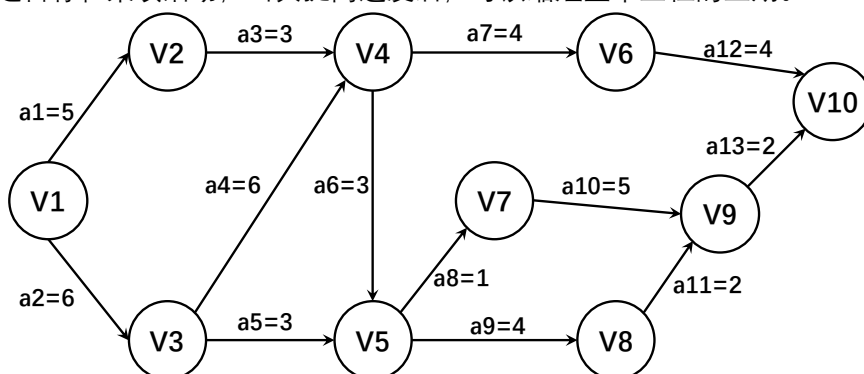 V2
a3=3
V4
a7=4
V6
a12=4
V10
a1=5
a13=2
a4=6
a6=3
V1
V7
a10=5
V9
a2=6
a8=1
a11=2
V3
a5=3
V5
a9=4
V8